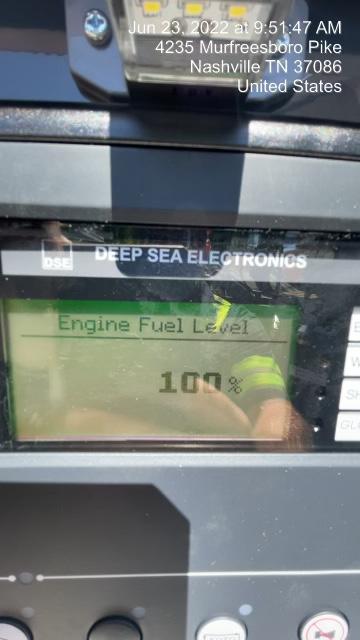 Jun 23, 2022 at 9:51:47 AM
4235 Murfreesboro Pike
Nashville TN 37086
United States
DSE DEEP SEA ELECTRONICS
Engine Fuel Level
100 %